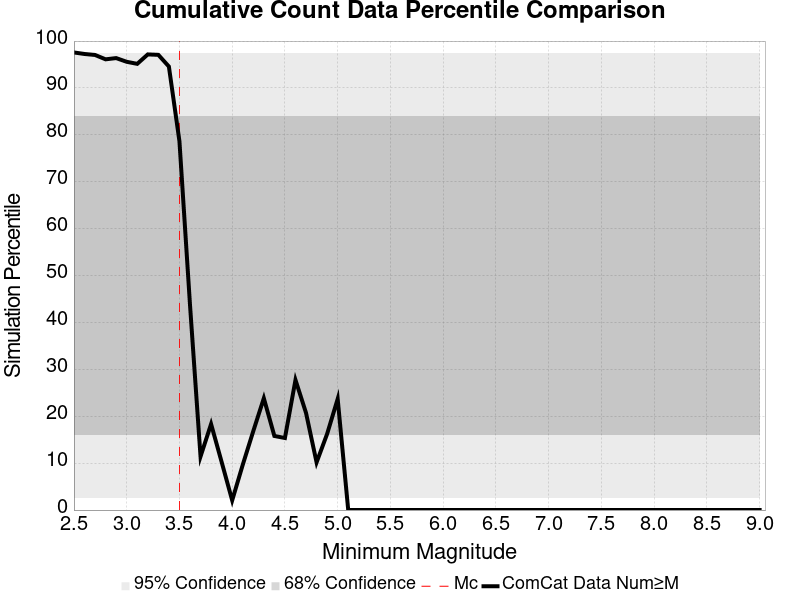 Cumulative Count Data Percentile Comparison
Simulation Percentile
100
90
80
70
60
50
40
30
20
10
0
2.5 3.0 3.5 4.0 4.5 5.0 5.5 6.0 6.5 7.0 7.5 8.0 8.5 9.0
Minimum Magnitude
95% Confidence 68% Confidence Mc ComCat Data Num≥M